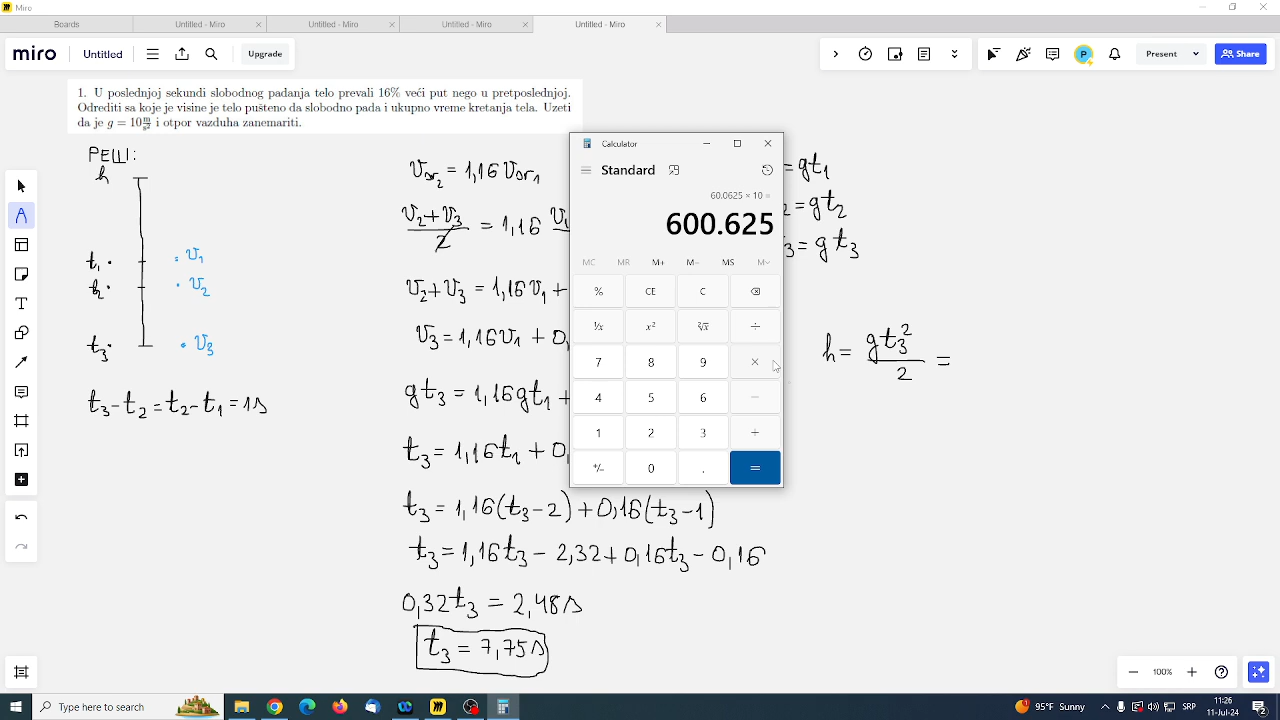 Miro
Boards
Untitled - Miro
Untitled - Miro
Untitled - Miro
Untitled - Miro
miro
Untitled
Upgrade
P
Present
Share
1. U poslednjoj sekundi slobodnog padanja telo prevali 16% veći put nego u pretposlednjoj.
Odrediti sa koje je visine je telo pušteno da slobodno pada i ukupno vreme kretanja tela. Uzeti
da je g = 10 m/s² i otpor vazduha zanemariti.
h
t₁
t₂
t₃
v₁
v₂
v₃
t₃-t₂=t₂-t₁=1s
v₂+v₃/2 = 1,16
v₂+v₃=1,16v₁+
v₃=1,16v₁+0,
gt₃=1,16gt₁+
t₃=1,16t₁+0,
t₃=1,16(t₃-2)+0,16(t₃-1)
t₃=1,16t₃-2,32+0,16t₃-0,16
0,32t₃=2,48s
t₃=7,75s
Calculator
Standard
60.0625 × 10 =
600.625
MC MR M+ M− MS M˅
% CE C
¹/x x² ²√x ÷
7 8 9 ×
4 5 6 −
1 2 3 +
+/− 0 . =
=gt₁
₂=gt₂
₃=gt₃
h= gt₃²/2 =
100%
Type here to search
95°F Sunny
SRP
11:26
11-Jul-24
2